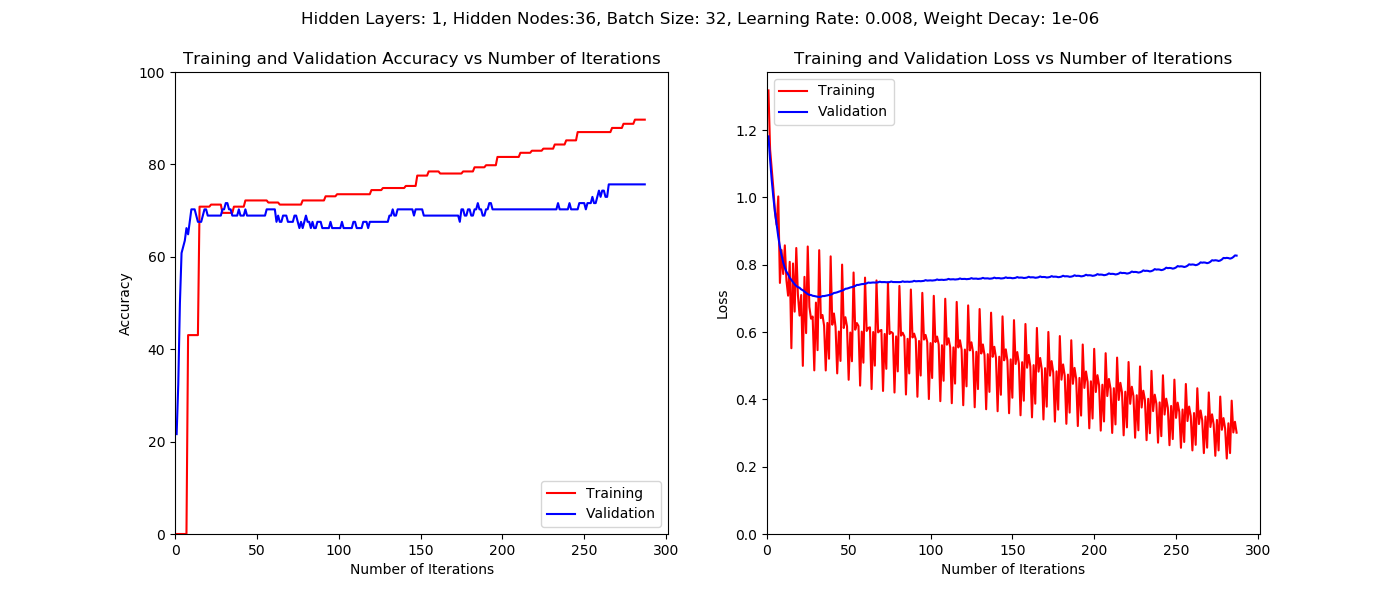 Hidden Layers: 1, Hidden Nodes:36, Batch Size: 32, Learning Rate: 0.008, Weight Decay: 1e-06
Training and Validation Accuracy vs Number of Iterations
100
80
60
40
20
0
Accuracy
0 50 100 150 200 250 300
Number of Iterations
Training
Validation
Training and Validation Loss vs Number of Iterations
Training
Validation
1.2
1.0
0.8
0.6
0.4
0.2
0.0
Loss
0 50 100 150 200 250 300
Number of Iterations